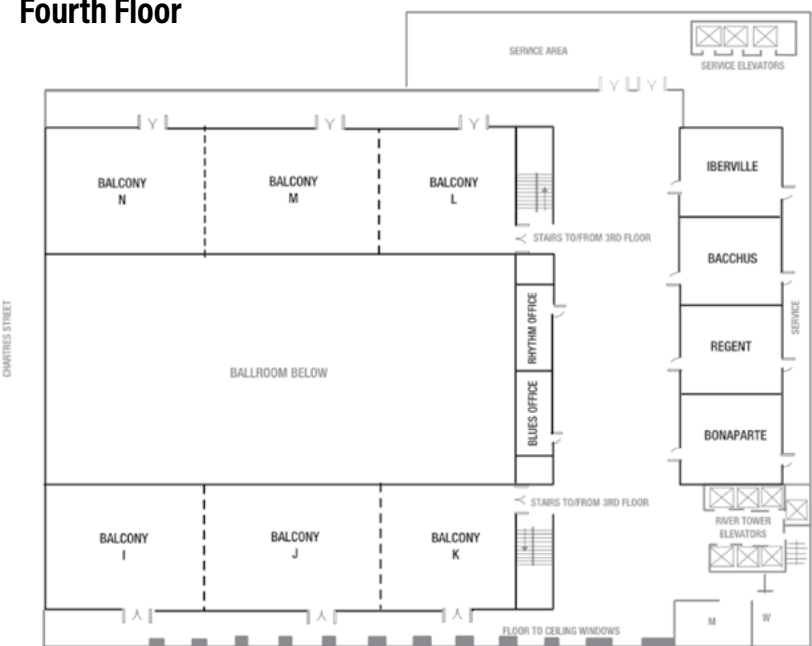 Fourth Floor
SERVICE AREA
SERVICE ELEVATORS
BALCONY
N
BALCONY
M
BALCONY
L
IBERVILLE
STAIRS TO/FROM 3RD FLOOR
BACCHUS
CHARTRES STREET
BALLROOM BELOW
RHYTHM OFFICE
REGENT
SERVICE
BLUES OFFICE
BONAPARTE
STAIRS TO/FROM 3RD FLOOR
RIVER TOWER
ELEVATORS
BALCONY
I
BALCONY
J
BALCONY
K
FLOOR TO CEILING WINDOWS
M
W